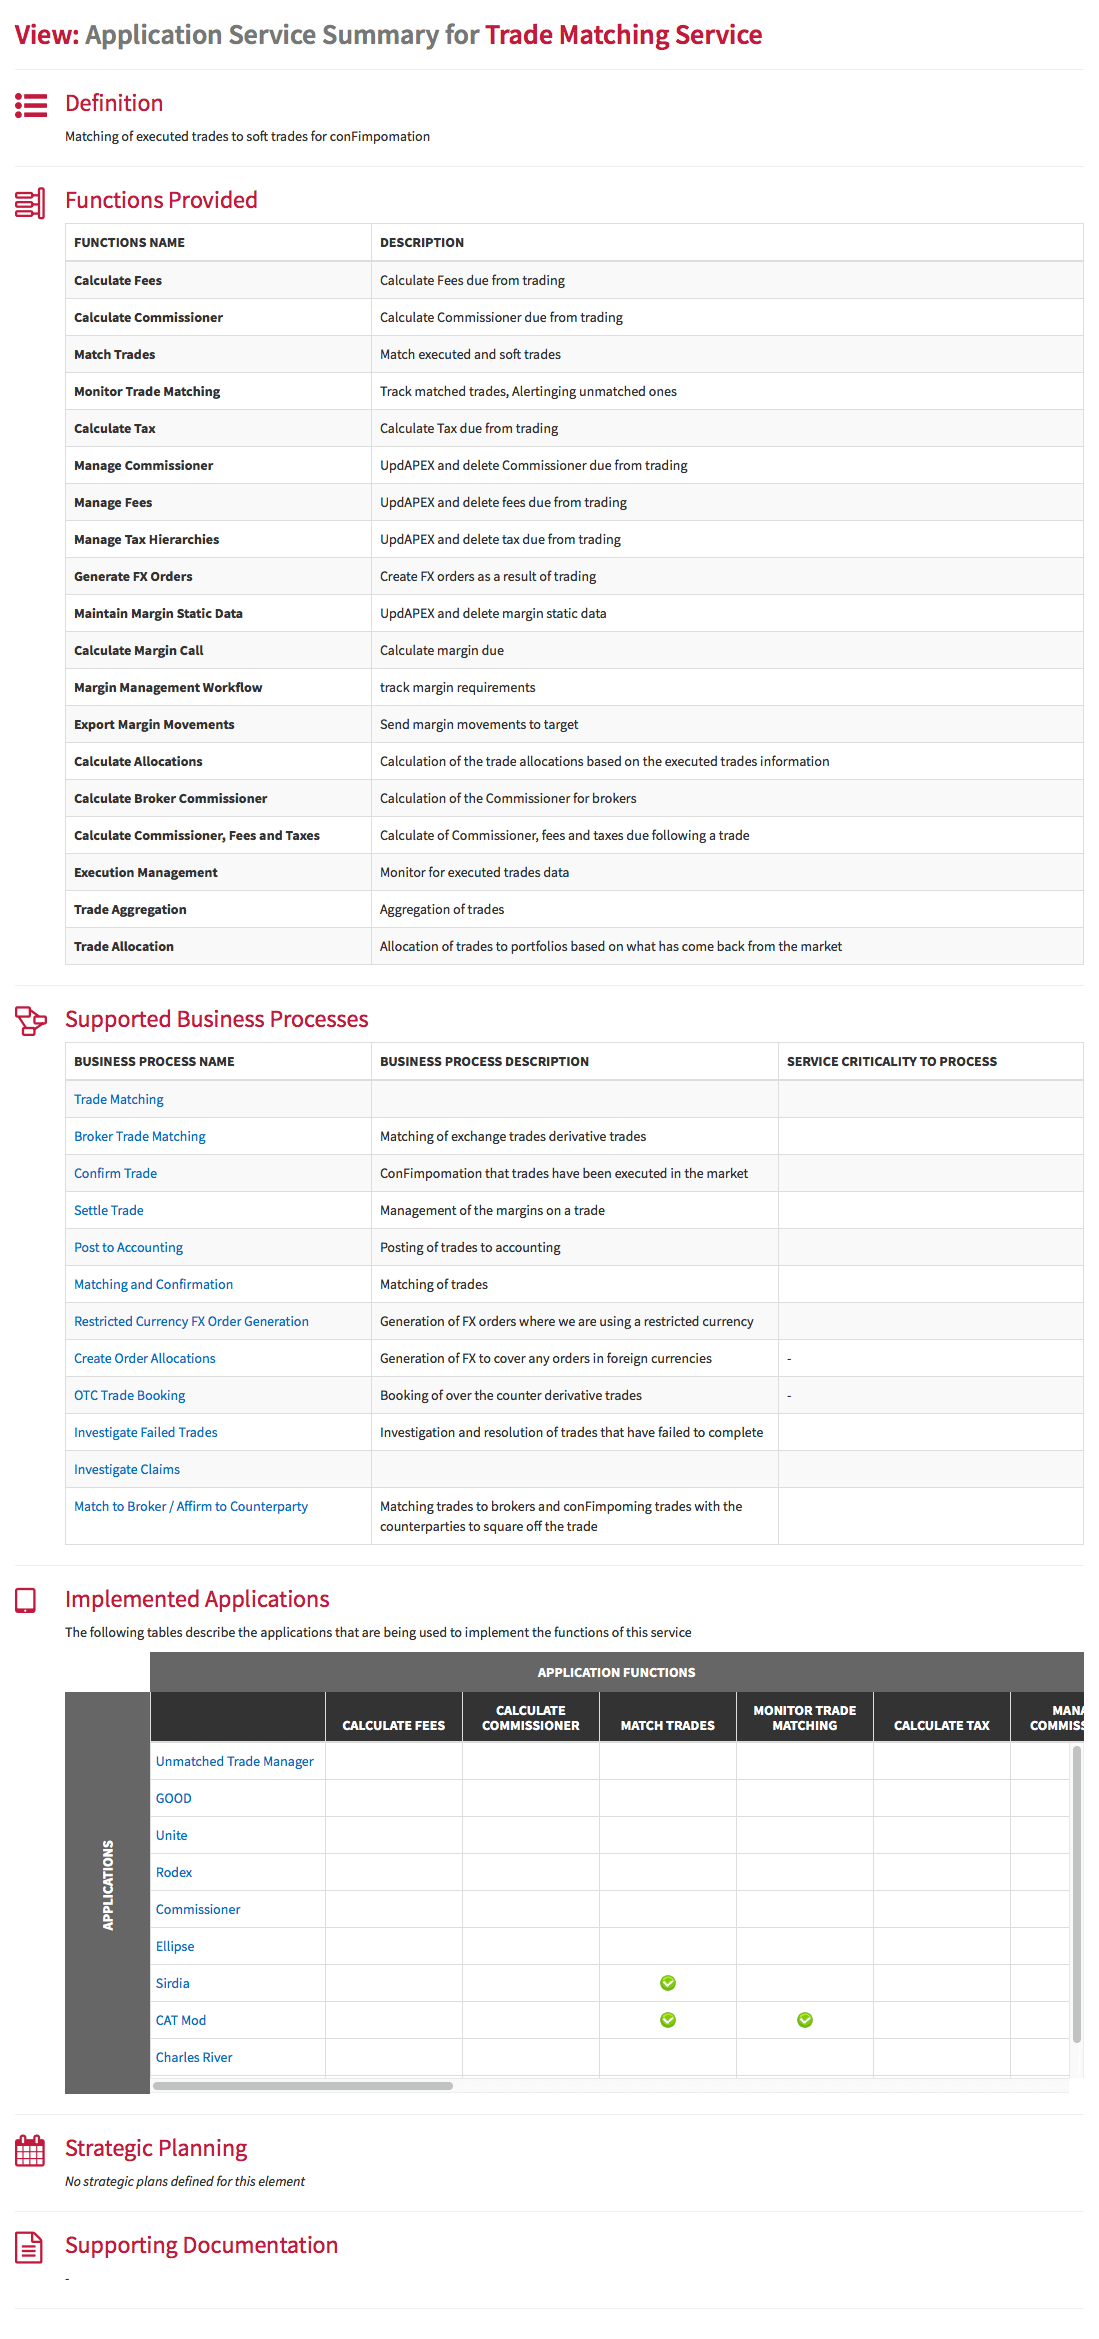 View: Application Service Summary for Trade Matching Service
Definition
Matching of executed trades to soft trades for conFimpomation
Functions Provided
FUNCTIONS NAME DESCRIPTION
Calculate Fees Calculate Fees due from trading
Calculate Commissioner Calculate Commissioner due from trading
Match Trades Match executed and soft trades
Monitor Trade Matching Track matched trades, Alertinging unmatched ones
Calculate Tax Calculate Tax due from trading
Manage Commissioner UpdAPEX and delete Commissioner due from trading
Manage Fees UpdAPEX and delete fees due from trading
Manage Tax Hierarchies UpdAPEX and delete tax due from trading
Generate FX Orders Create FX orders as a result of trading
Maintain Margin Static Data UpdAPEX and delete margin static data
Calculate Margin Call Calculate margin due
Margin Management Workflow track margin requirements
Export Margin Movements Send margin movements to target
Calculate Allocations Calculation of the trade allocations based on the executed trades information
Calculate Broker Commissioner Calculation of the Commissioner for brokers
Calculate Commissioner, Fees and Taxes Calculate of Commissioner, fees and taxes due following a trade
Execution Management Monitor for executed trades data
Trade Aggregation Aggregation of trades
Trade Allocation Allocation of trades to portfolios based on what has come back from the market
Supported Business Processes
BUSINESS PROCESS NAME BUSINESS PROCESS DESCRIPTION SERVICE CRITICALITY TO PROCESS
Trade Matching
Broker Trade Matching Matching of exchange trades derivative trades
Confirm Trade ConFimpomation that trades have been executed in the market
Settle Trade Management of the margins on a trade
Post to Accounting Posting of trades to accounting
Matching and Confirmation Matching of trades
Restricted Currency FX Order Generation Generation of FX orders where we are using a restricted currency
Create Order Allocations Generation of FX to cover any orders in foreign currencies -
OTC Trade Booking Booking of over the counter derivative trades -
Investigate Failed Trades Investigation and resolution of trades that have failed to complete
Investigate Claims
Match to Broker / Affirm to Counterparty Matching trades to brokers and conFimpoming trades with the
counterparties to square off the trade
Implemented Applications
The following tables describe the applications that are being used to implement the functions of this service
APPLICATION FUNCTIONS
CALCULATE MONITOR TRADE MANA
CALCULATE FEES COMMISSIONER MATCH TRADES MATCHING CALCULATE TAX COMMISS
APPLICATIONS
Unmatched Trade Manager
GOOD
Unite
Rodex
Commissioner
Ellipse
Sirdia
CAT Mod
Charles River
Strategic Planning
No strategic plans defined for this element
Supporting Documentation
-